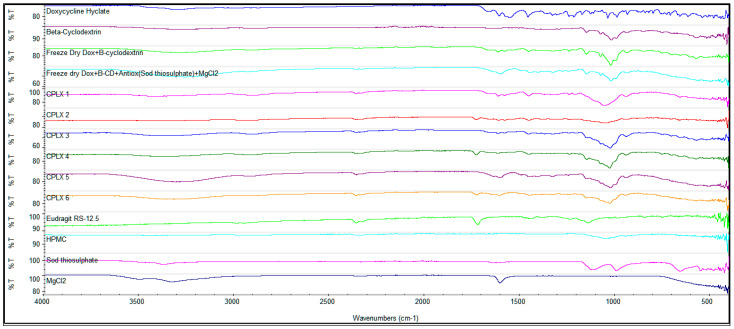 Doxycycline Hyclate
%T 80
Beta-Cyclodextrin
%T 90
Freeze Dry Dox+B-cyclodextrin
%T 80
Freeze dry Dox+B-CD+Antiox(Sod thiosulphate)+MgCl2
%T 60
CPLX 1
%T 100 80
CPLX 2
%T 80
CPLX 3
%T 60
CPLX 4
%T 80
CPLX 5
%T 80
CPLX 6
%T 80
Eudragit RS-12.5
%T 100 90
HPMC
%T 90
Sod thiosulphate
%T 100
MgCl2
%T 100 80
4000 3500 3000 2500 2000 1500 1000 500
Wavenumbers (cm-1)